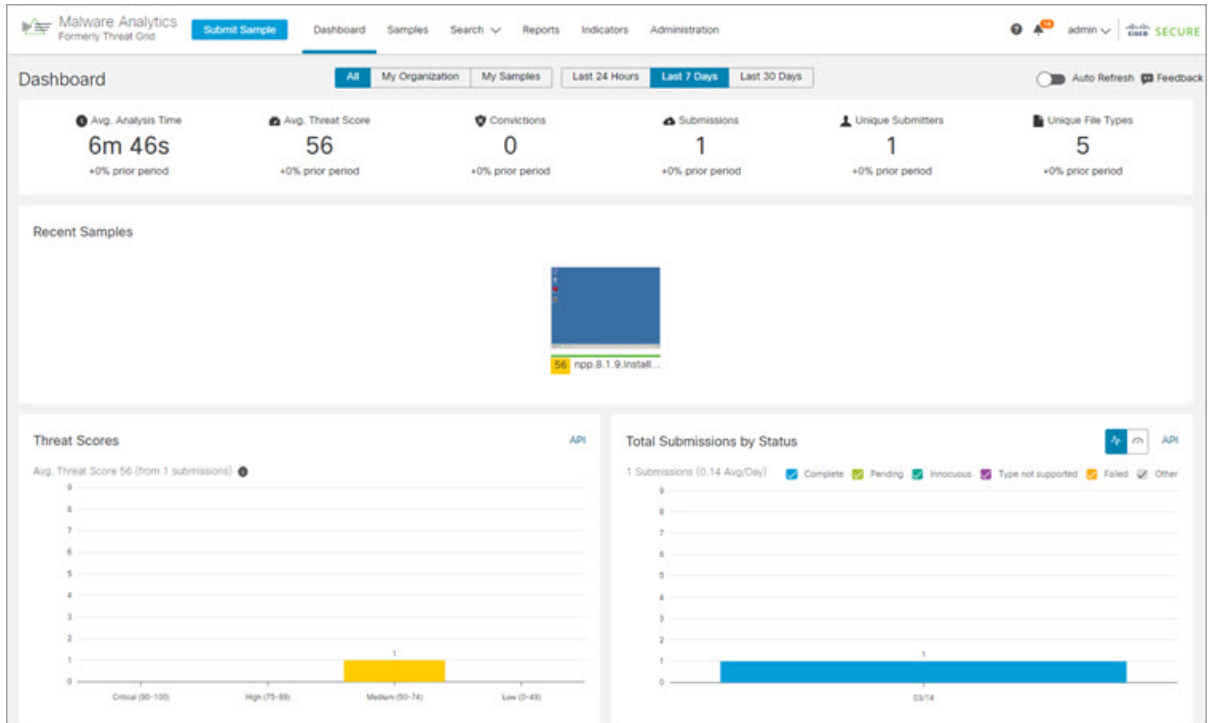 Malware Analytics
Formerly Threat Grid
Submit Sample Dashboard Samples Search Reports Indicators Administration
14 admin cisco SECURE
Dashboard All My Organization My Samples Last 24 Hours Last 7 Days Last 30 Days Auto Refresh Feedback
Avg. Analysis Time Avg. Threat Score Convictions Submissions Unique Submitters Unique File Types
6m 46s 56 0 1 1 5
+0% prior period +0% prior period +0% prior period +0% prior period +0% prior period +0% prior period
Recent Samples
56 npp.8.1.9.Install...
Threat Scores API
Avg. Threat Score 56 (from 1 submissions)
9
8
7
6
5
4
3
2
1
0
1
Critical (90-100) High (75-89) Medium (50-74) Low (0-49)
Total Submissions by Status API
1 Submissions (0.14 Avg/Day) Complete Pending Innocuous Type not supported Failed Other
9
8
7
6
5
4
3
2
1
0
1
03/14